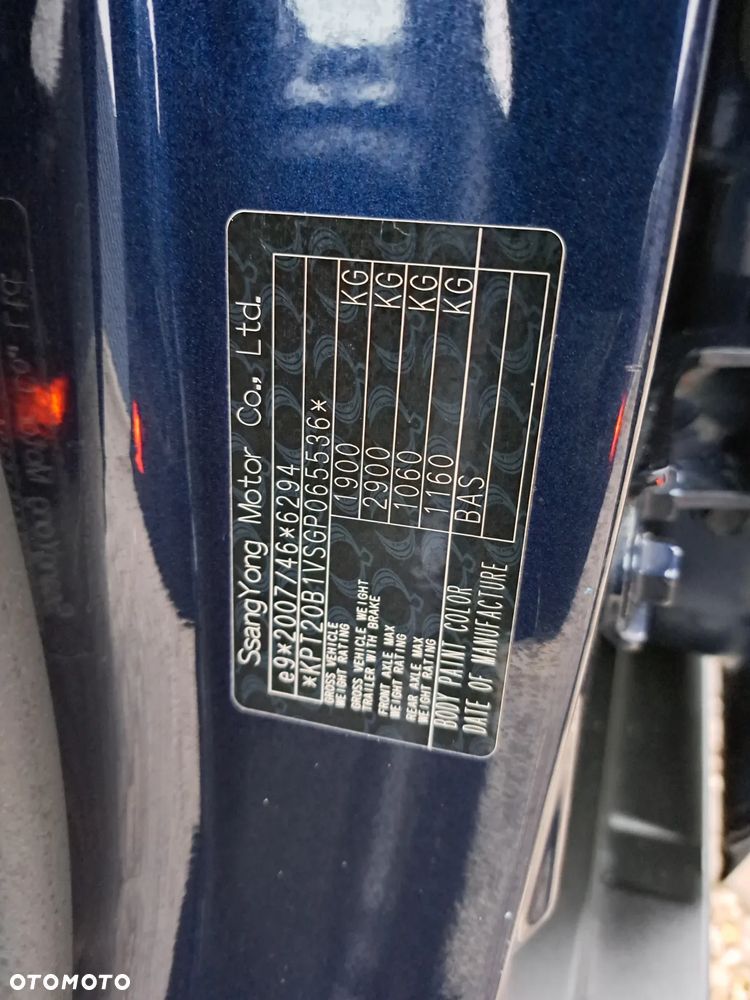 SsangYong Motor Co., Ltd.
e9*2007/46*6294
*KPT20B1VSGP065536*
GROSS VEHICLE WEIGHT RATING 1900 KG
GROSS VEHICLE WEIGHT TRAILER WITH BRAKE 2900 KG
FRONT AXLE MAX WEIGHT RATING 1060 KG
REAR AXLE MAX WEIGHT RATING 1160 KG
BODY PAINT COLOR BAS
DATE OF MANUFACTURE
OTOMOTO